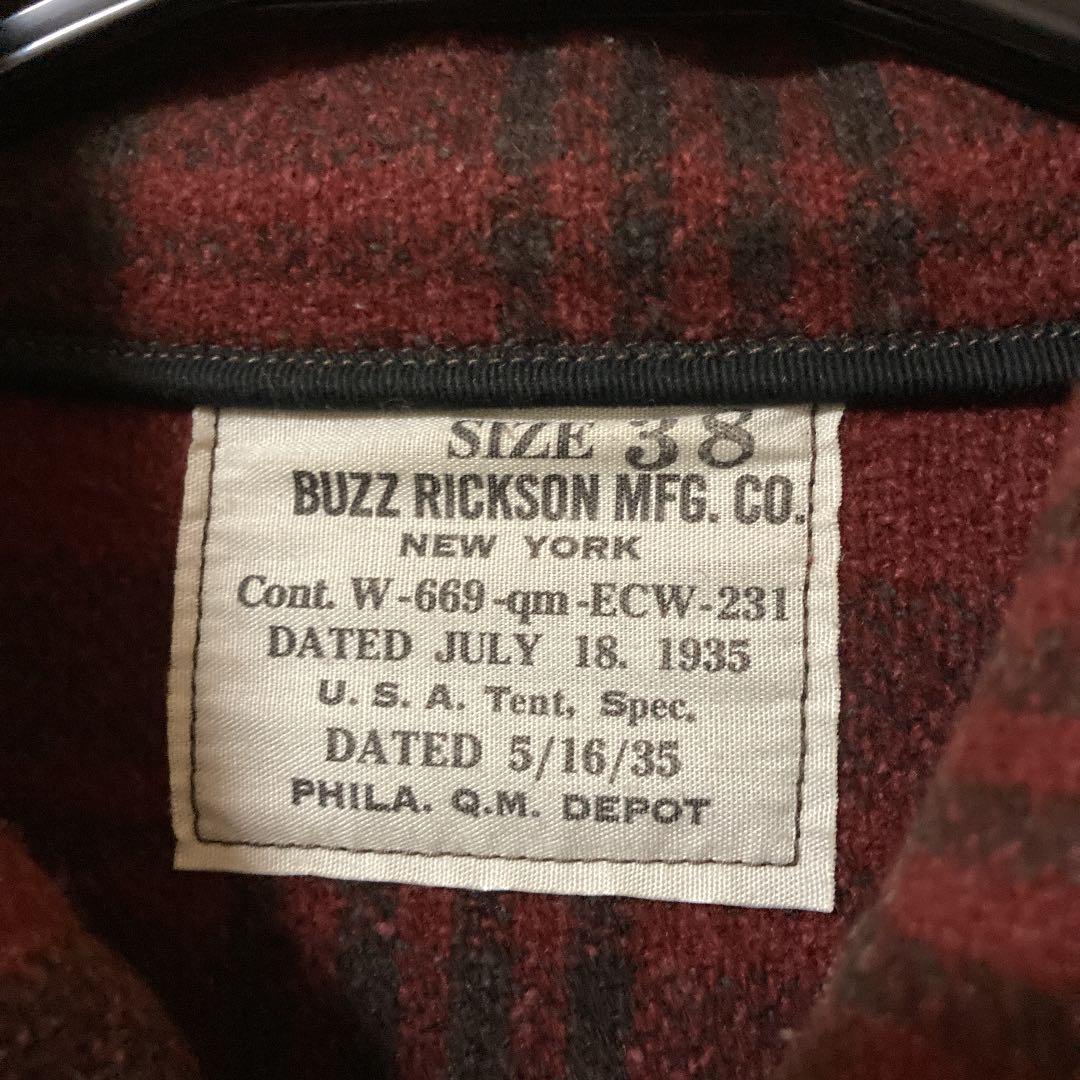 SIZE 38
BUZZ RICKSON MFG. CO.
NEW YORK
Cont. W-669-qm-ECW-231
DATED JULY 18. 1935
U. S. A. Tent. Spec.
DATED 5/16/35
PHILA. Q.M. DEPOT